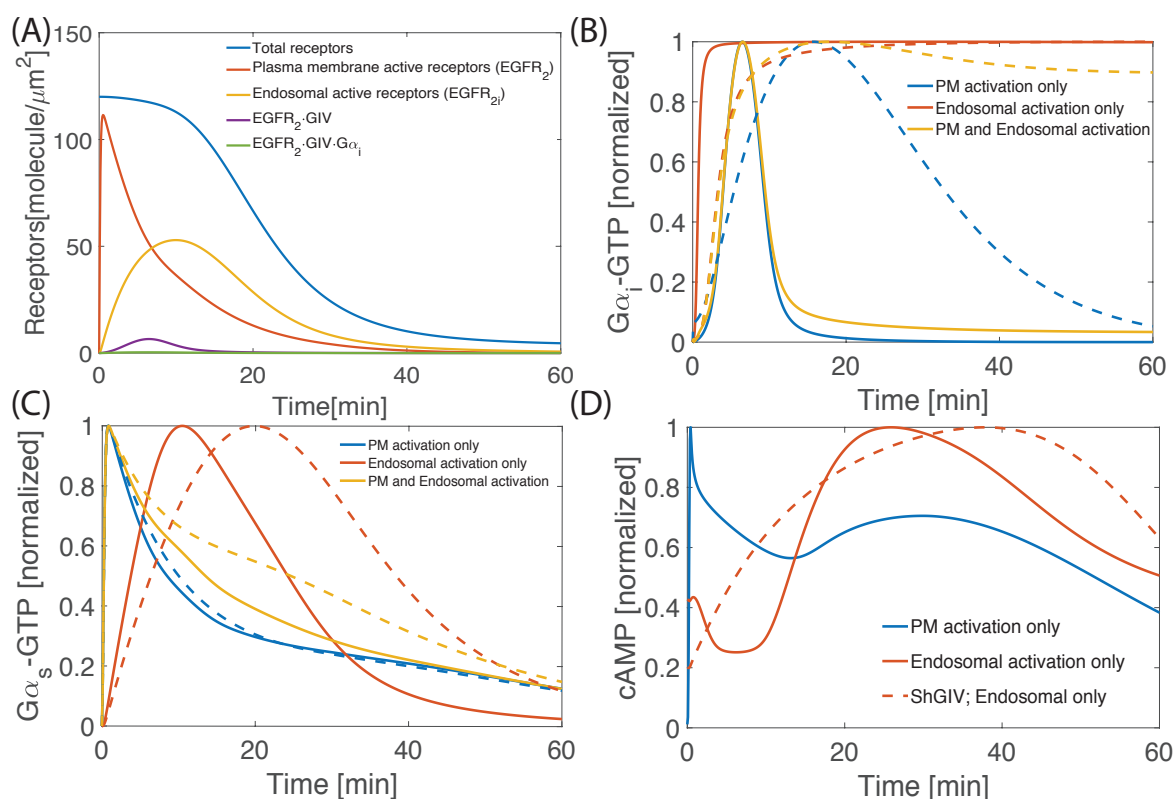 (A)
150
100
50
0
Receptors[molecule/μm²]
Total receptors
Plasma membrane active receptors (EGFR₂)
Endosomal active receptors (EGFR₂ᵢ)
EGFR₂·GIV
EGFR₂·GIV·Gαᵢ
0 20 40 60
Time[min]
(B)
1
0.8
0.6
0.4
0.2
0
Gαᵢ-GTP [normalized]
PM activation only
Endosomal activation only
PM and Endosomal activation
0 20 40 60
Time [min]
(C)
1
0.8
0.6
0.4
0.2
0
Gαₛ-GTP [normalized]
PM activation only
Endosomal activation only
PM and Endosomal activation
0 20 40 60
Time [min]
(D)
1
0.8
0.6
0.4
0.2
0
cAMP [normalized]
PM activation only
Endosomal activation only
ShGIV; Endosomal only
0 20 40 60
Time [min]